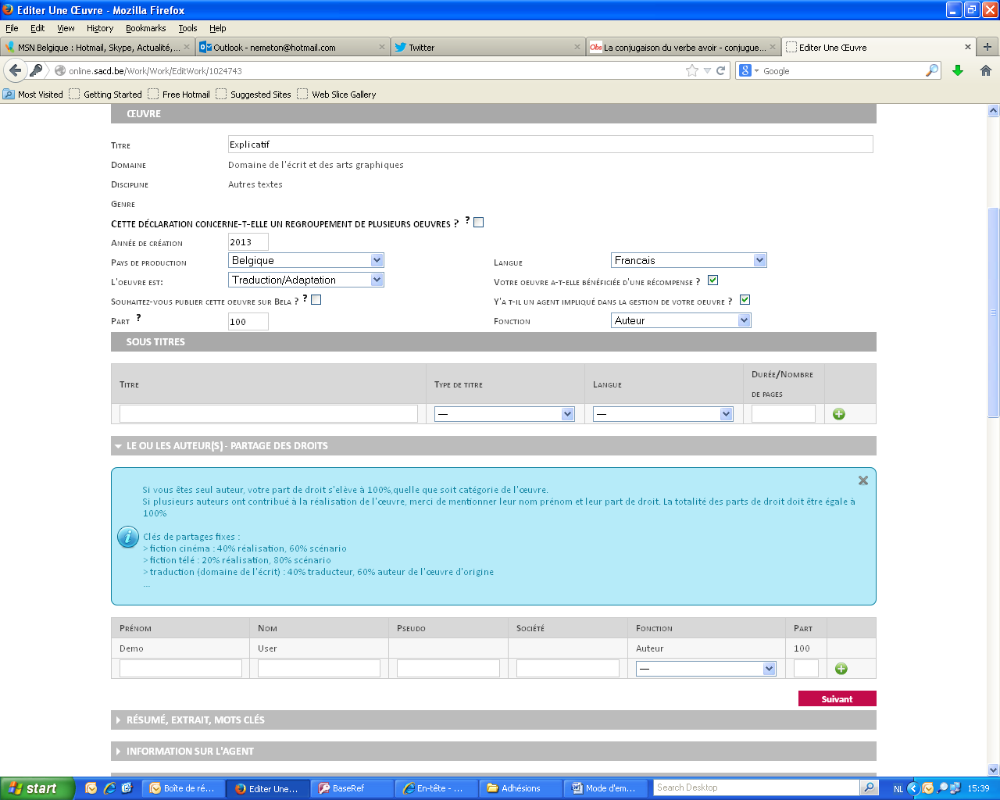 Editer Une Œuvre - Mozilla Firefox
File Edit View History Bookmarks Tools Help
MSN Belgique : Hotmail, Skype, Actualité,... Outlook - nemeton@hotmail.com Twitter Obs La conjugaison du verbe avoir - conjugue... Editer Une Œuvre
online.sacd.be/Work/Work/EditWork/1024743 Google
Most Visited Getting Started Free Hotmail Suggested Sites Web Slice Gallery
ŒUVRE
Titre Explicatif
Domaine Domaine de l'écrit et des arts graphiques
Discipline Autres textes
Genre
Cette déclaration concerne-t-elle un regroupement de plusieurs oeuvres ? ?
Année de création 2013
Pays de production Belgique Langue Francais
L'oeuvre est: Traduction/Adaptation Votre oeuvre a-t-elle bénéficiée d'une récompense ?
Souhaitez-vous publier cette oeuvre sur Bela ? ? Y'a t-il un agent impliqué dans la gestion de votre oeuvre ?
Part ? 100 Fonction Auteur
SOUS TITRES
Titre Type de titre Langue Durée/Nombre de pages
— —
LE OU LES AUTEUR(S) - PARTAGE DES DROITS
Si vous êtes seul auteur, votre part de droit s'elève à 100%,quelle que soit catégorie de l'œuvre.
Si plusieurs auteurs ont contribué à la réalisation de l'œuvre, merci de mentionner leur nom prénom et leur part de droit. La totalité des parts de droit doit être égale à
100%
Clés de partages fixes :
> fiction cinéma : 40% réalisation, 60% scénario
> fiction télé : 20% réalisation, 80% scénario
> traduction (domaine de l'écrit) : 40% traducteur, 60% auteur de l'œuvre d'origine
...
Prénom Nom Pseudo Société Fonction Part
Demo User Auteur 100
—
Suivant
RÉSUMÉ, EXTRAIT, MOTS CLÉS
INFORMATION SUR L'AGENT
start Boîte de ré... Editer Une... BaseRef En-tête - ... Adhésions Mode d'em... Search Desktop NL 15:39